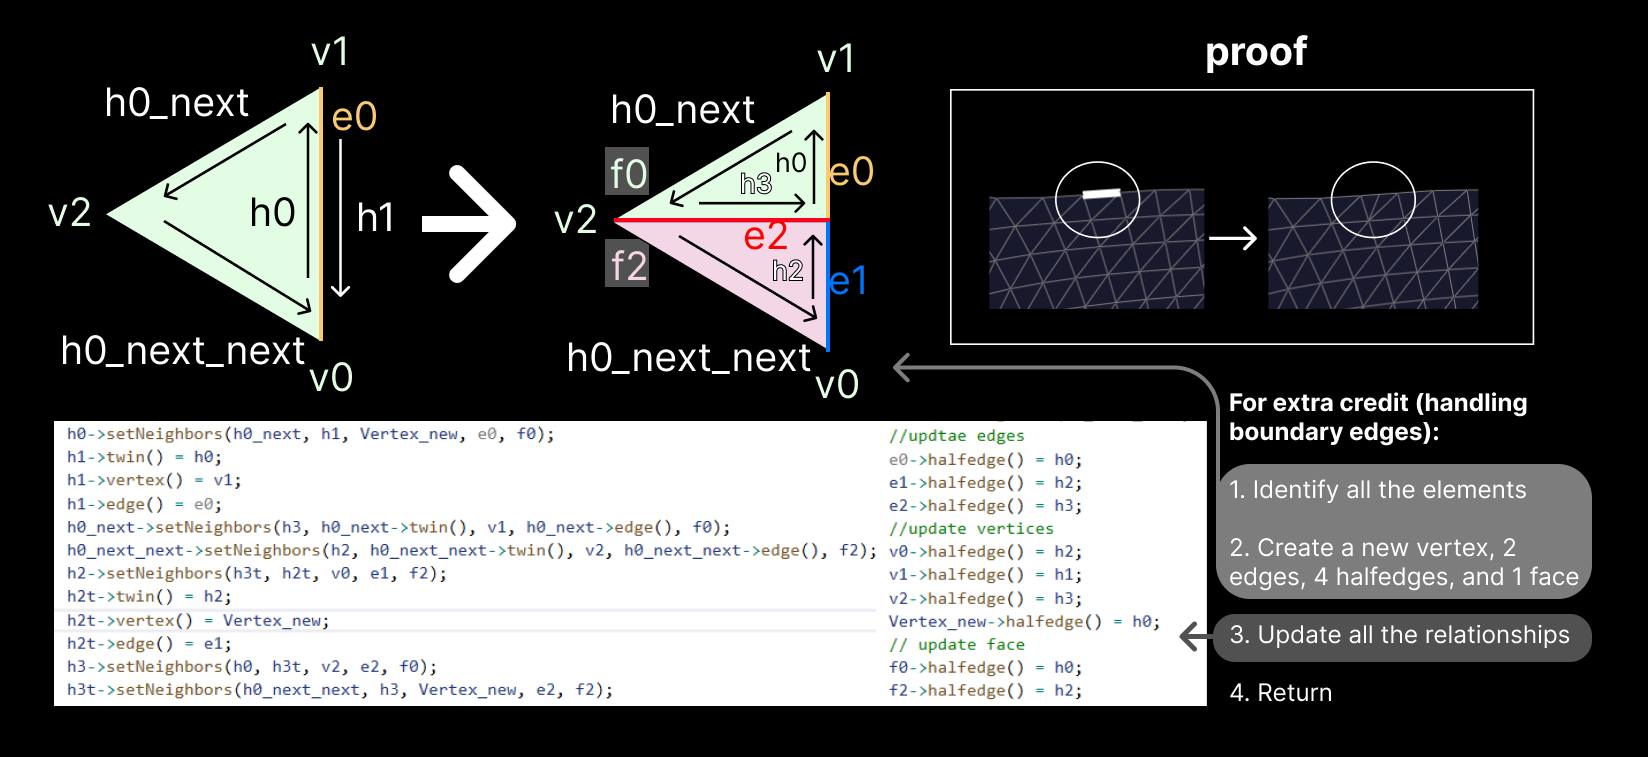 v1
h0_next
e0
v2
h0
h1
h0_next_next
v0
v1
h0_next
f0
h0
h3
e0
v2
e2
f2
h2
e1
h0_next_next
v0
proof
h0->setNeighbors(h0_next, h1, Vertex_new, e0, f0);
h1->twin() = h0;
h1->vertex() = v1;
h1->edge() = e0;
h0_next->setNeighbors(h3, h0_next->twin(), v1, h0_next->edge(), f0);
h0_next_next->setNeighbors(h2, h0_next_next->twin(), v2, h0_next_next->edge(), f2);
h2->setNeighbors(h3t, h2t, v0, e1, f2);
h2t->twin() = h2;
h2t->vertex() = Vertex_new;
h2t->edge() = e1;
h3->setNeighbors(h0, h3t, v2, e2, f0);
h3t->setNeighbors(h0_next_next, h3, Vertex_new, e2, f2);
//updtae edges
e0->halfedge() = h0;
e1->halfedge() = h2;
e2->halfedge() = h3;
//update vertices
v0->halfedge() = h2;
v1->halfedge() = h1;
v2->halfedge() = h3;
Vertex_new->halfedge() = h0;
// update face
f0->halfedge() = h0;
f2->halfedge() = h2;
For extra credit (handling
boundary edges):
1. Identify all the elements
2. Create a new vertex, 2
edges, 4 halfedges, and 1 face
3. Update all the relationships
4. Return